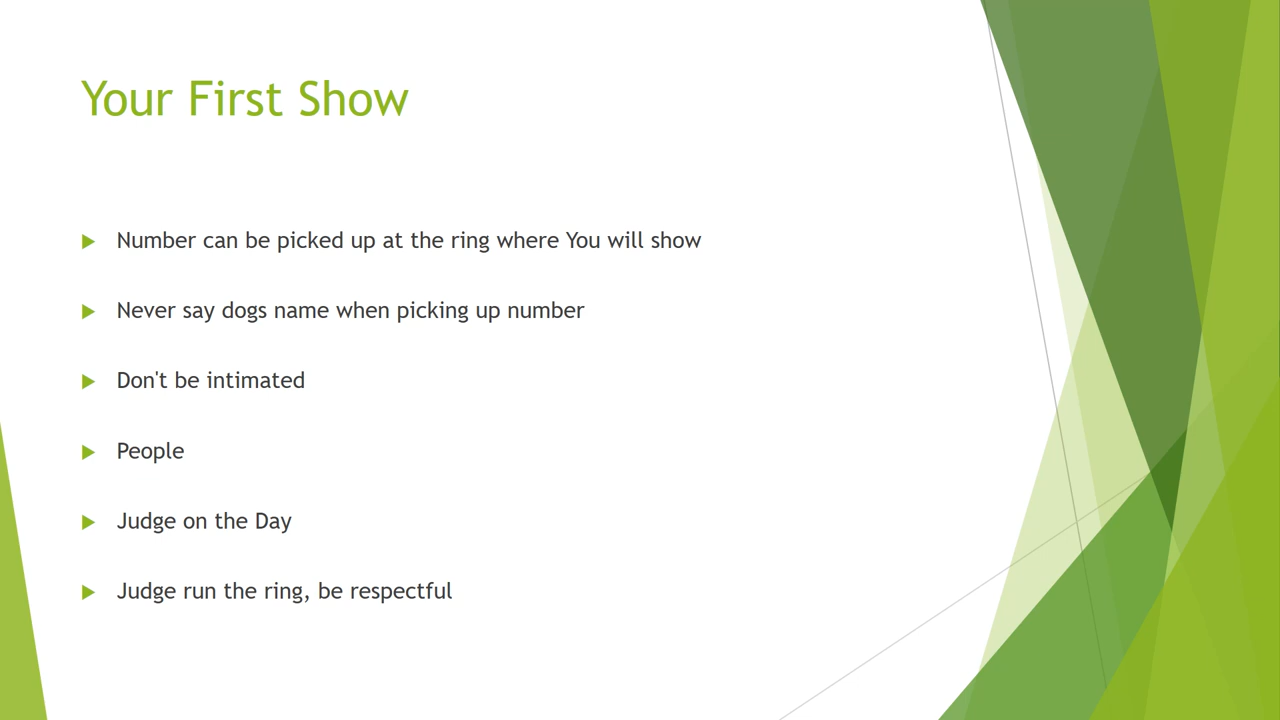 Your First Show
Number can be picked up at the ring where You will show
Never say dogs name when picking up number
Don't be intimated
People
Judge on the Day
Judge run the ring, be respectful